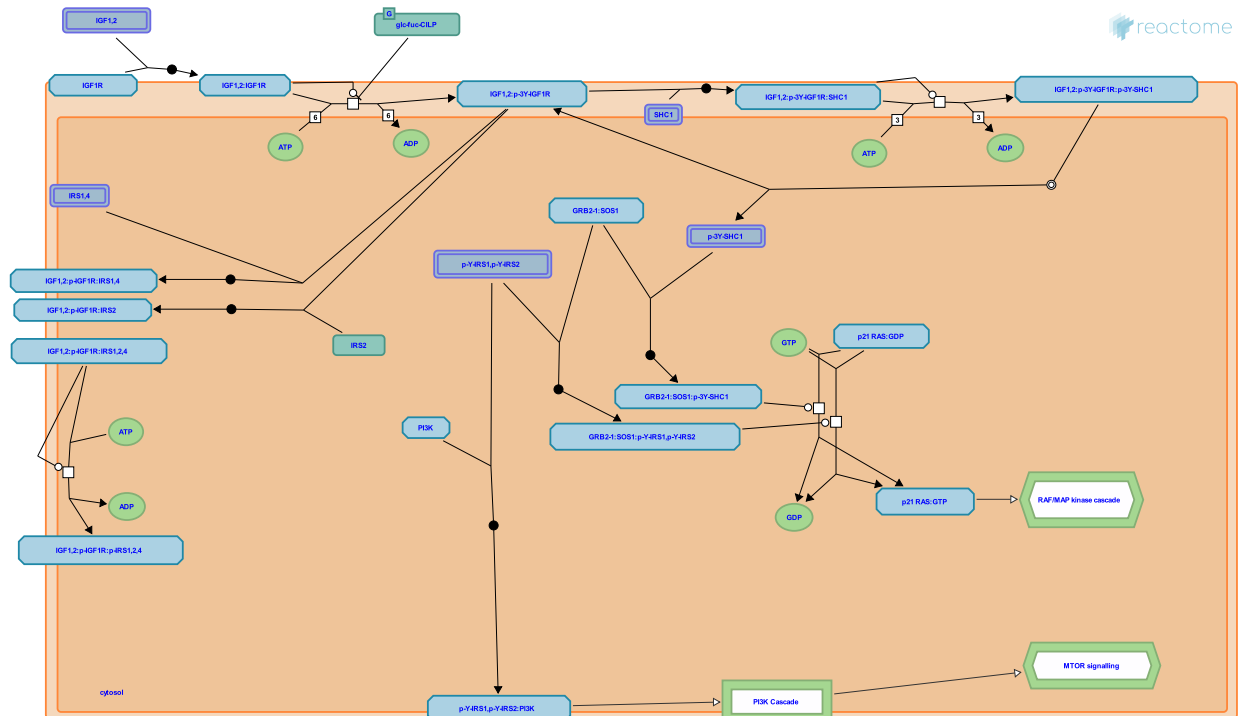 IGF1,2
G
glc-fuc-CILP
reactome
IGF1R
IGF1,2:IGF1R
IGF1,2:p-3Y-IGF1R
SHC1
IGF1,2:p-3Y-IGF1R:SHC1
IGF1,2:p-3Y-IGF1R:p-3Y-SHC1
6
6
3
3
ATP
ADP
ATP
ADP
IRS1,4
GRB2-1:SOS1
p-3Y-SHC1
p-Y-IRS1,p-Y-IRS2
IGF1,2:p-IGF1R:IRS1,4
IGF1,2:p-IGF1R:IRS2
IGF1,2:p-IGF1R:IRS1,2,4
IRS2
GTP
p21 RAS:GDP
GRB2-1:SOS1:p-3Y-SHC1
GRB2-1:SOS1:p-Y-IRS1,p-Y-IRS2
PI3K
ATP
ADP
GDP
p21 RAS:GTP
RAF/MAP kinase cascade
IGF1,2:p-IGF1R:p-IRS1,2,4
MTOR signalling
cytosol
p-Y-IRS1,p-Y-IRS2:PI3K
PI3K Cascade